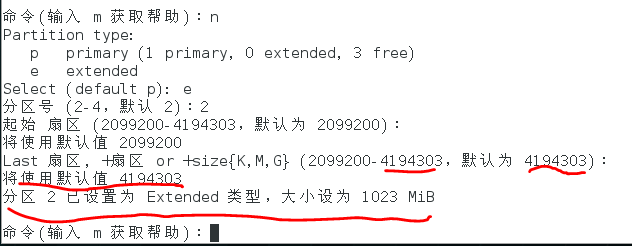 命令(输入 m 获取帮助)：n
Partition type:
p primary (1 primary, 0 extended, 3 free)
e extended
Select (default p): e
分区号 (2-4，默认 2)：2
起始 扇区 (2099200-4194303，默认为 2099200)：
将使用默认值 2099200
Last 扇区, +扇区 or +size{K,M,G} (2099200-4194303，默认为 4194303)：
将使用默认值 4194303
分区 2 已设置为 Extended 类型，大小设为 1023 MiB
命令(输入 m 获取帮助)：